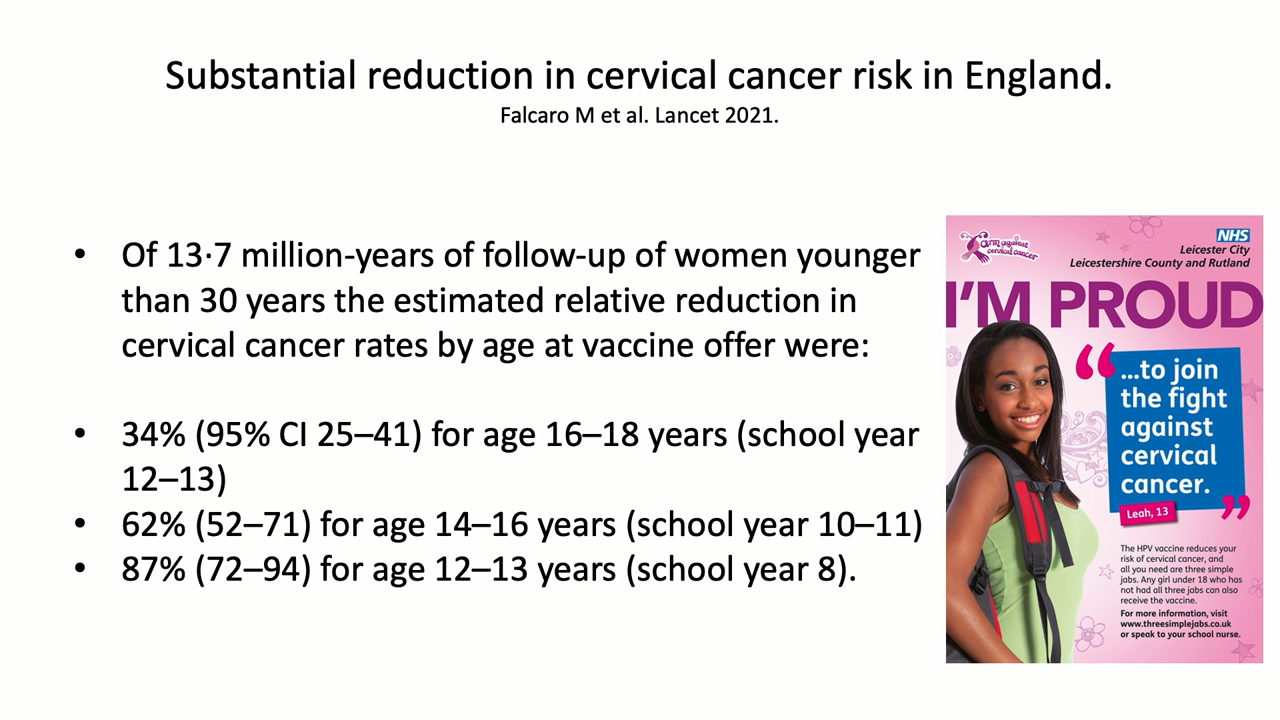 Substantial reduction in cervical cancer risk in England.
Falcaro M et al. Lancet 2021.
• Of 13·7 million-years of follow-up of women younger
than 30 years the estimated relative reduction in
cervical cancer rates by age at vaccine offer were:
• 34% (95% CI 25–41) for age 16–18 years (school year
12–13)
• 62% (52–71) for age 14–16 years (school year 10–11)
• 87% (72–94) for age 12–13 years (school year 8).
arm against
cervical cancer
NHS
Leicester City
Leicestershire County and Rutland
I'M PROUD
“...to join
the fight
against
cervical
cancer.”
Leah, 13
The HPV vaccine reduces your
risk of cervical cancer, and
all you need are three simple
jabs. Any girl under 18 who has
not had all three jabs can also
receive the vaccine.
For more information, visit
www.threesimplejabs.co.uk
or speak to your school nurse.